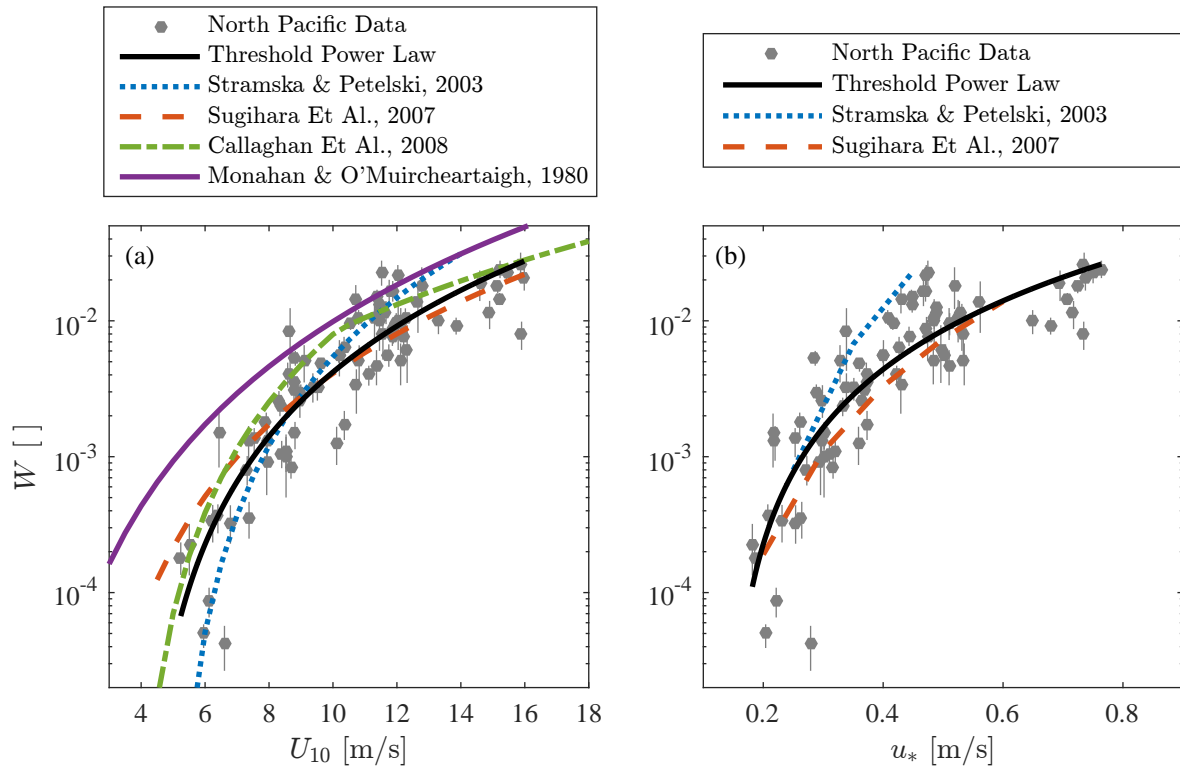 North Pacific Data
Threshold Power Law
Stramska & Petelski, 2003
Sugihara Et Al., 2007
Callaghan Et Al., 2008
Monahan & O'Muircheartaigh, 1980
North Pacific Data
Threshold Power Law
Stramska & Petelski, 2003
Sugihara Et Al., 2007
(a)
10⁻²
10⁻³
10⁻⁴
W [ ]
4 6 8 10 12 14 16 18
U₁₀ [m/s]
(b)
10⁻²
10⁻³
10⁻⁴
0.2 0.4 0.6 0.8
u* [m/s]